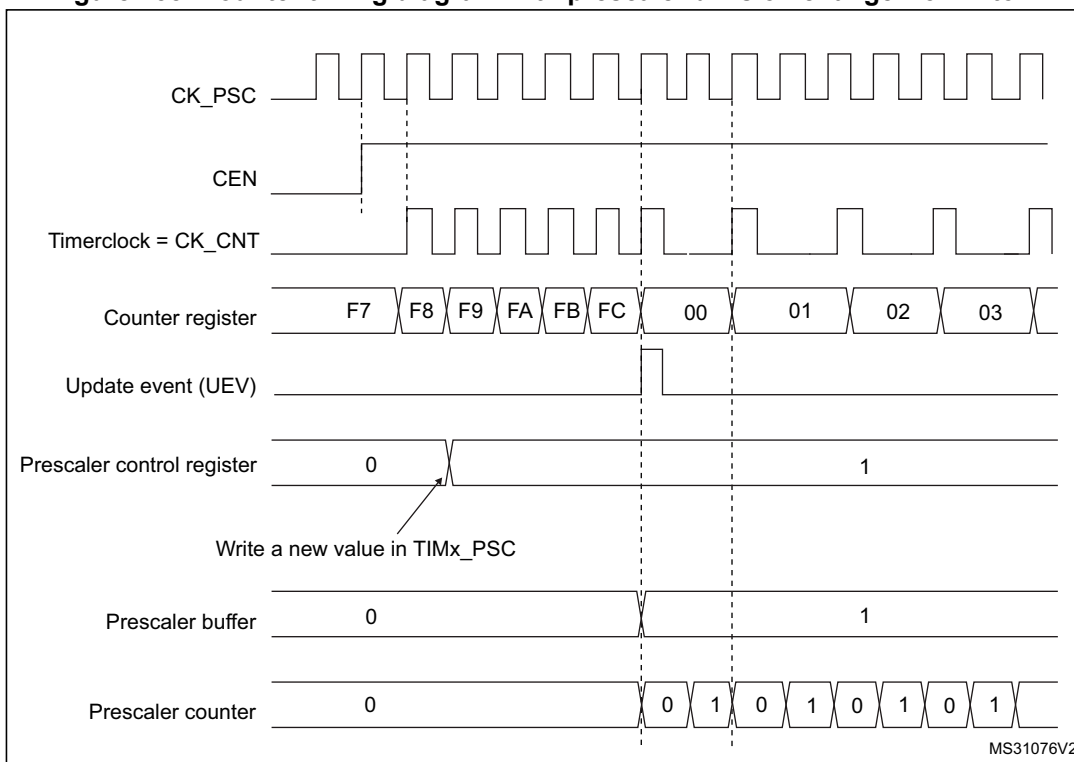 CK_PSC
CEN
Timerclock = CK_CNT
Counter register F7 F8 F9 FA FB FC 00 01 02 03
Update event (UEV)
Prescaler control register 0 1
Write a new value in TIMx_PSC
Prescaler buffer 0 1
Prescaler counter 0 0 1 0 1 0 1 0 1
MS31076V2